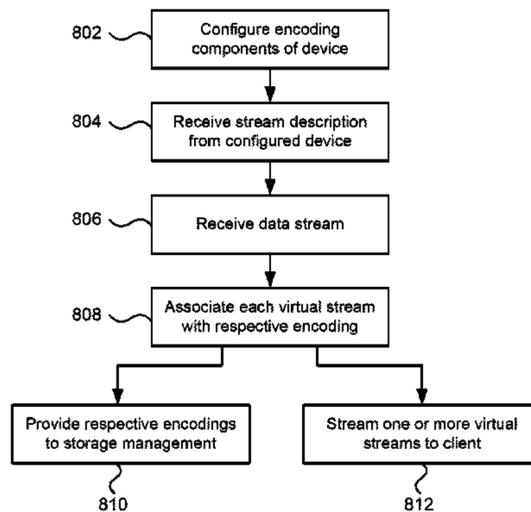 802
Configure encoding
components of device
804
Receive stream description
from configured device
806
Receive data stream
808
Associate each virtual stream
with respective encoding
Provide respective encodings
to storage management
Stream one or more virtual
streams to client
810
812